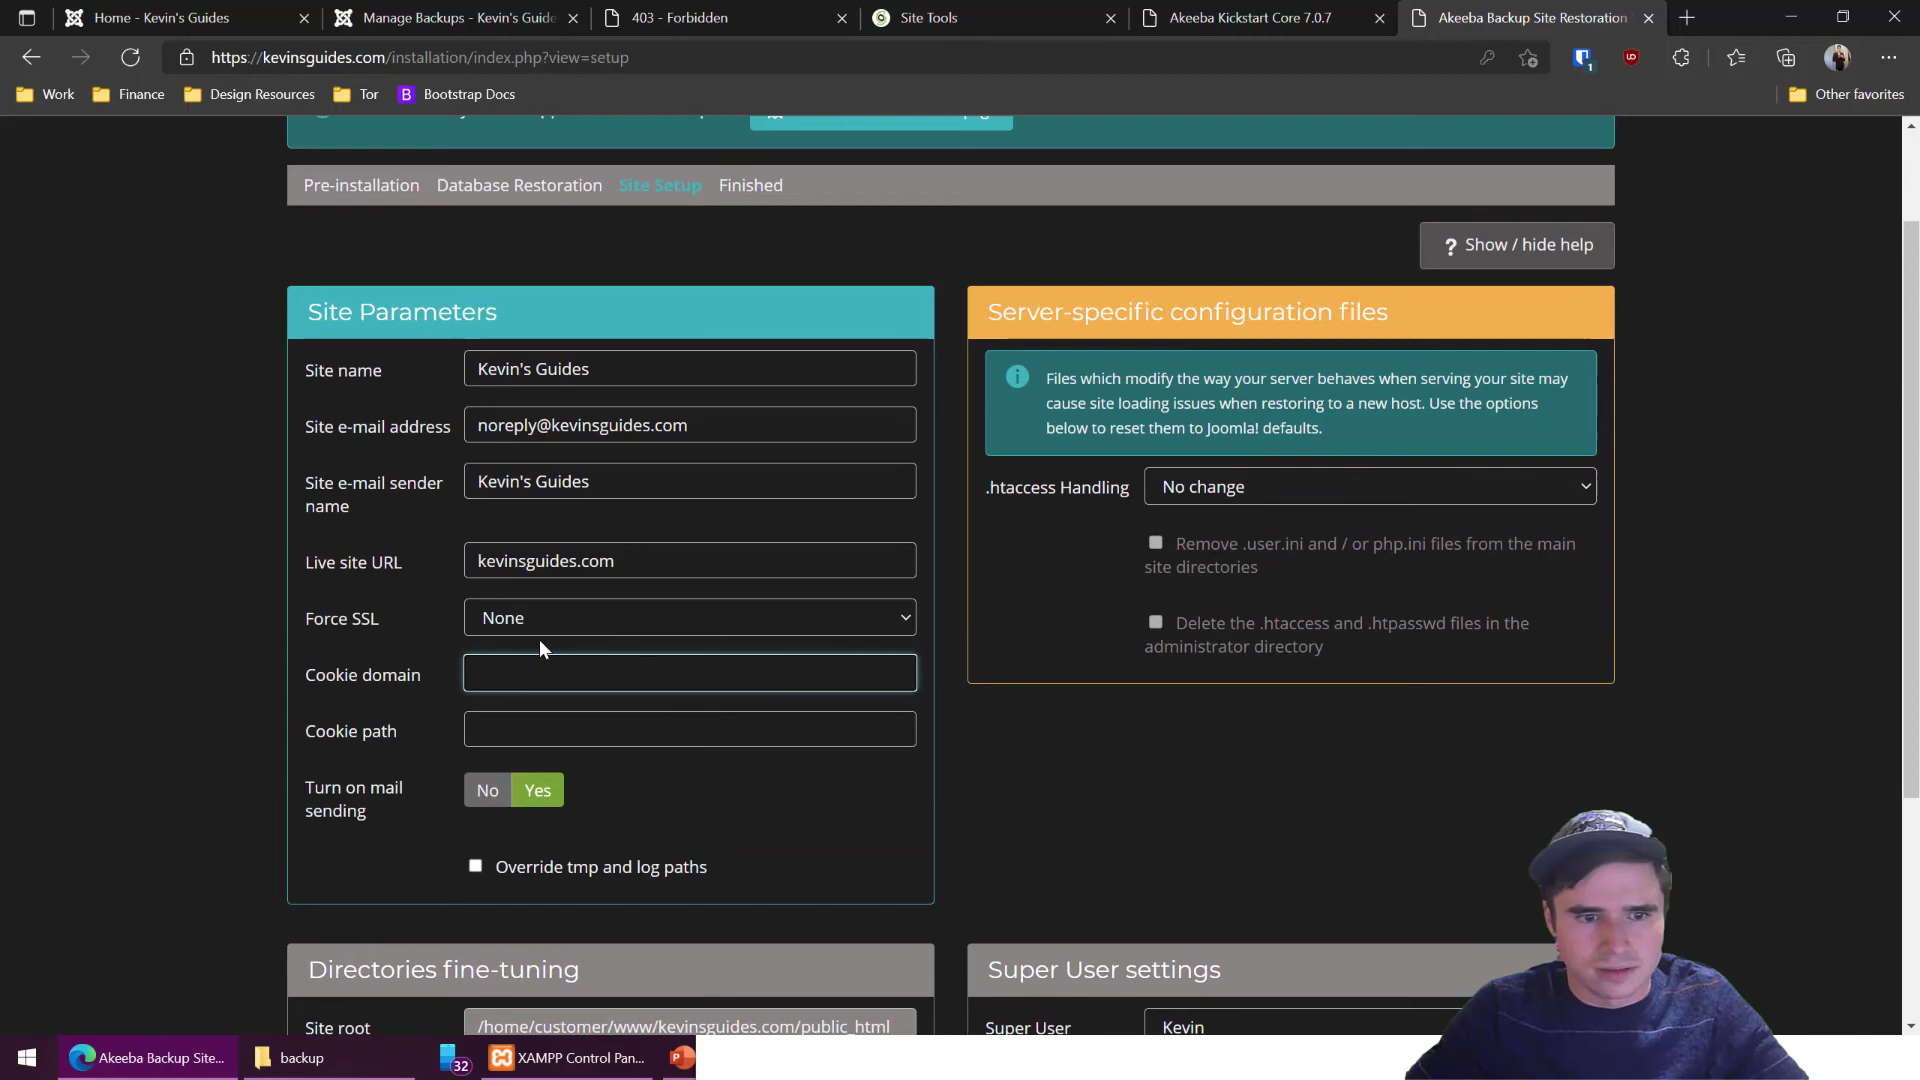 Home - Kevin's Guides
Manage Backups - Kevin's Guide
403 - Forbidden
Site Tools
Akeeba Kickstart Core 7.0.7
Akeeba Backup Site Restoration
https://kevinsguides.com/installation/index.php?view=setup
1
Work
Finance
Design Resources
Tor
B Bootstrap Docs
Other favorites
Pre-installation Database Restoration Site Setup Finished
? Show / hide help
Site Parameters
Site name
Kevin's Guides
Site e-mail address
noreply@kevinsguides.com
Site e-mail sender
name
Kevin's Guides
Live site URL
kevinsguides.com
Force SSL
None
Cookie domain
Cookie path
Turn on mail
sending
No Yes
Override tmp and log paths
Server-specific configuration files
Files which modify the way your server behaves when serving your site may
cause site loading issues when restoring to a new host. Use the options
below to reset them to Joomla! defaults.
.htaccess Handling
No change
Remove .user.ini and / or php.ini files from the main
site directories
Delete the .htaccess and .htpasswd files in the
administrator directory
Directories fine-tuning
Site root
/home/customer/www/kevinsguides.com/public_html
Super User settings
Super User
Kevin
Akeeba Backup Site...
backup
32
XAMPP Control Pan...